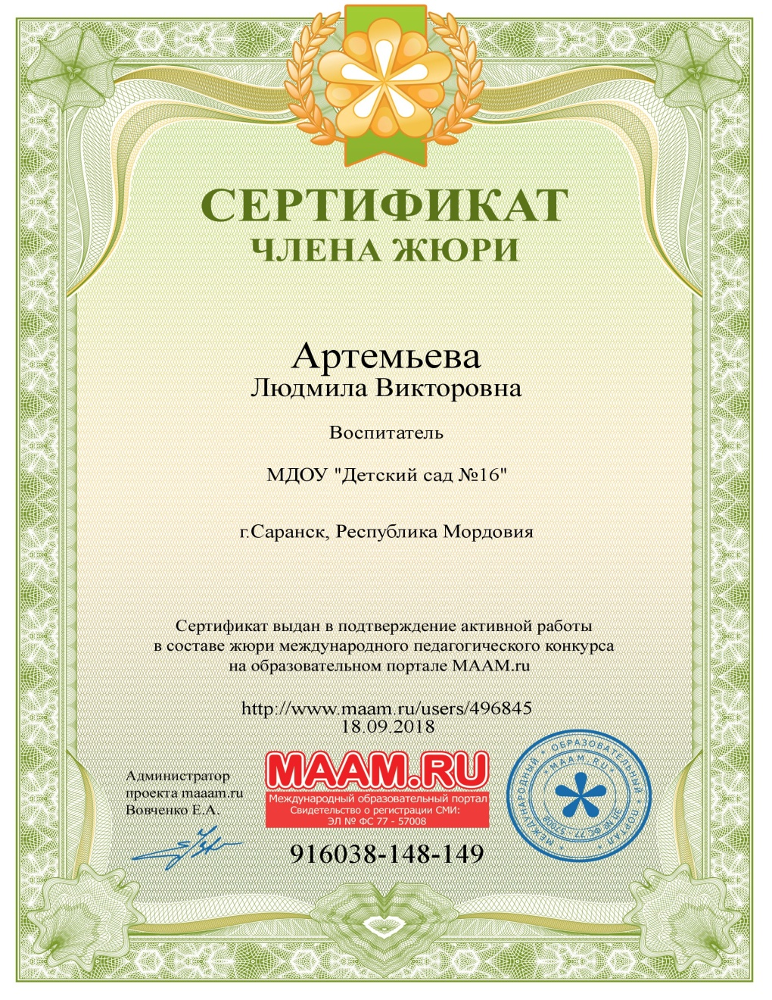 СЕРТИФИКАТ
ЧЛЕНА ЖЮРИ
Артемьева
Людмила Викторовна
Воспитатель
МДОУ "Детский сад №16"
г.Саранск, Республика Мордовия
Сертификат выдан в подтверждение активной работы
в составе жюри международного педагогического конкурса
на образовательном портале МААМ.ru
http://www.maam.ru/users/496845
18.09.2018
Администратор
проекта maaam.ru
Вовченко Е.А.
MAAM.RU
Международный образовательный портал
Свидетельство о регистрации СМИ:
ЭЛ № ФС 77 - 57008
916038-148-149
* МЕЖДУНАРОДНЫЙ * ОБРАЗОВАТЕЛЬНЫЙ * ПОРТАЛ *
* MAAM.RU *
ЭЛ № ФС 77 - 57008